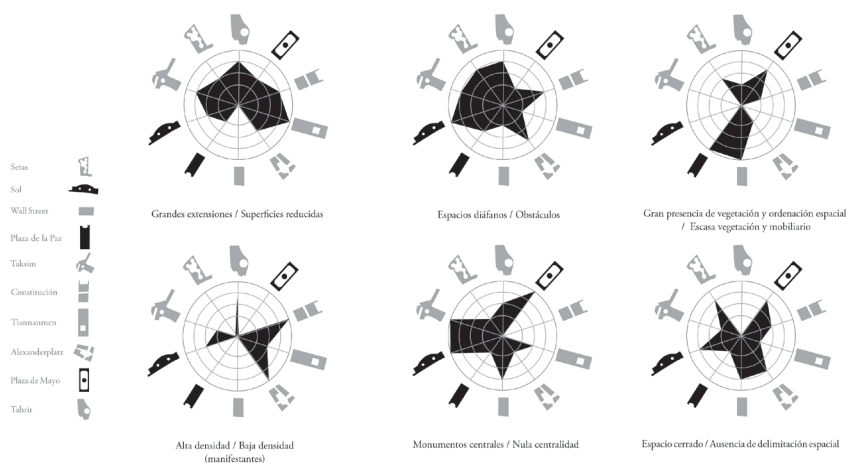 Setas
Sol
Wall Street
Plaza de la Paz
Taksim
Constitución
Tiannanmen
Alexanderplatz
Plaza de Mayo
Tahrir
Grandes extensiones / Superficies reducidas
Espacios diáfanos / Obstáculos
Gran presencia de vegetación y ordenación espacial
/ Escasa vegetación y mobiliario
Alta densidad / Baja densidad
(manifestantes)
Monumentos centrales / Nula centralidad
Espacio cerrado / Ausencia de delimitación espacial